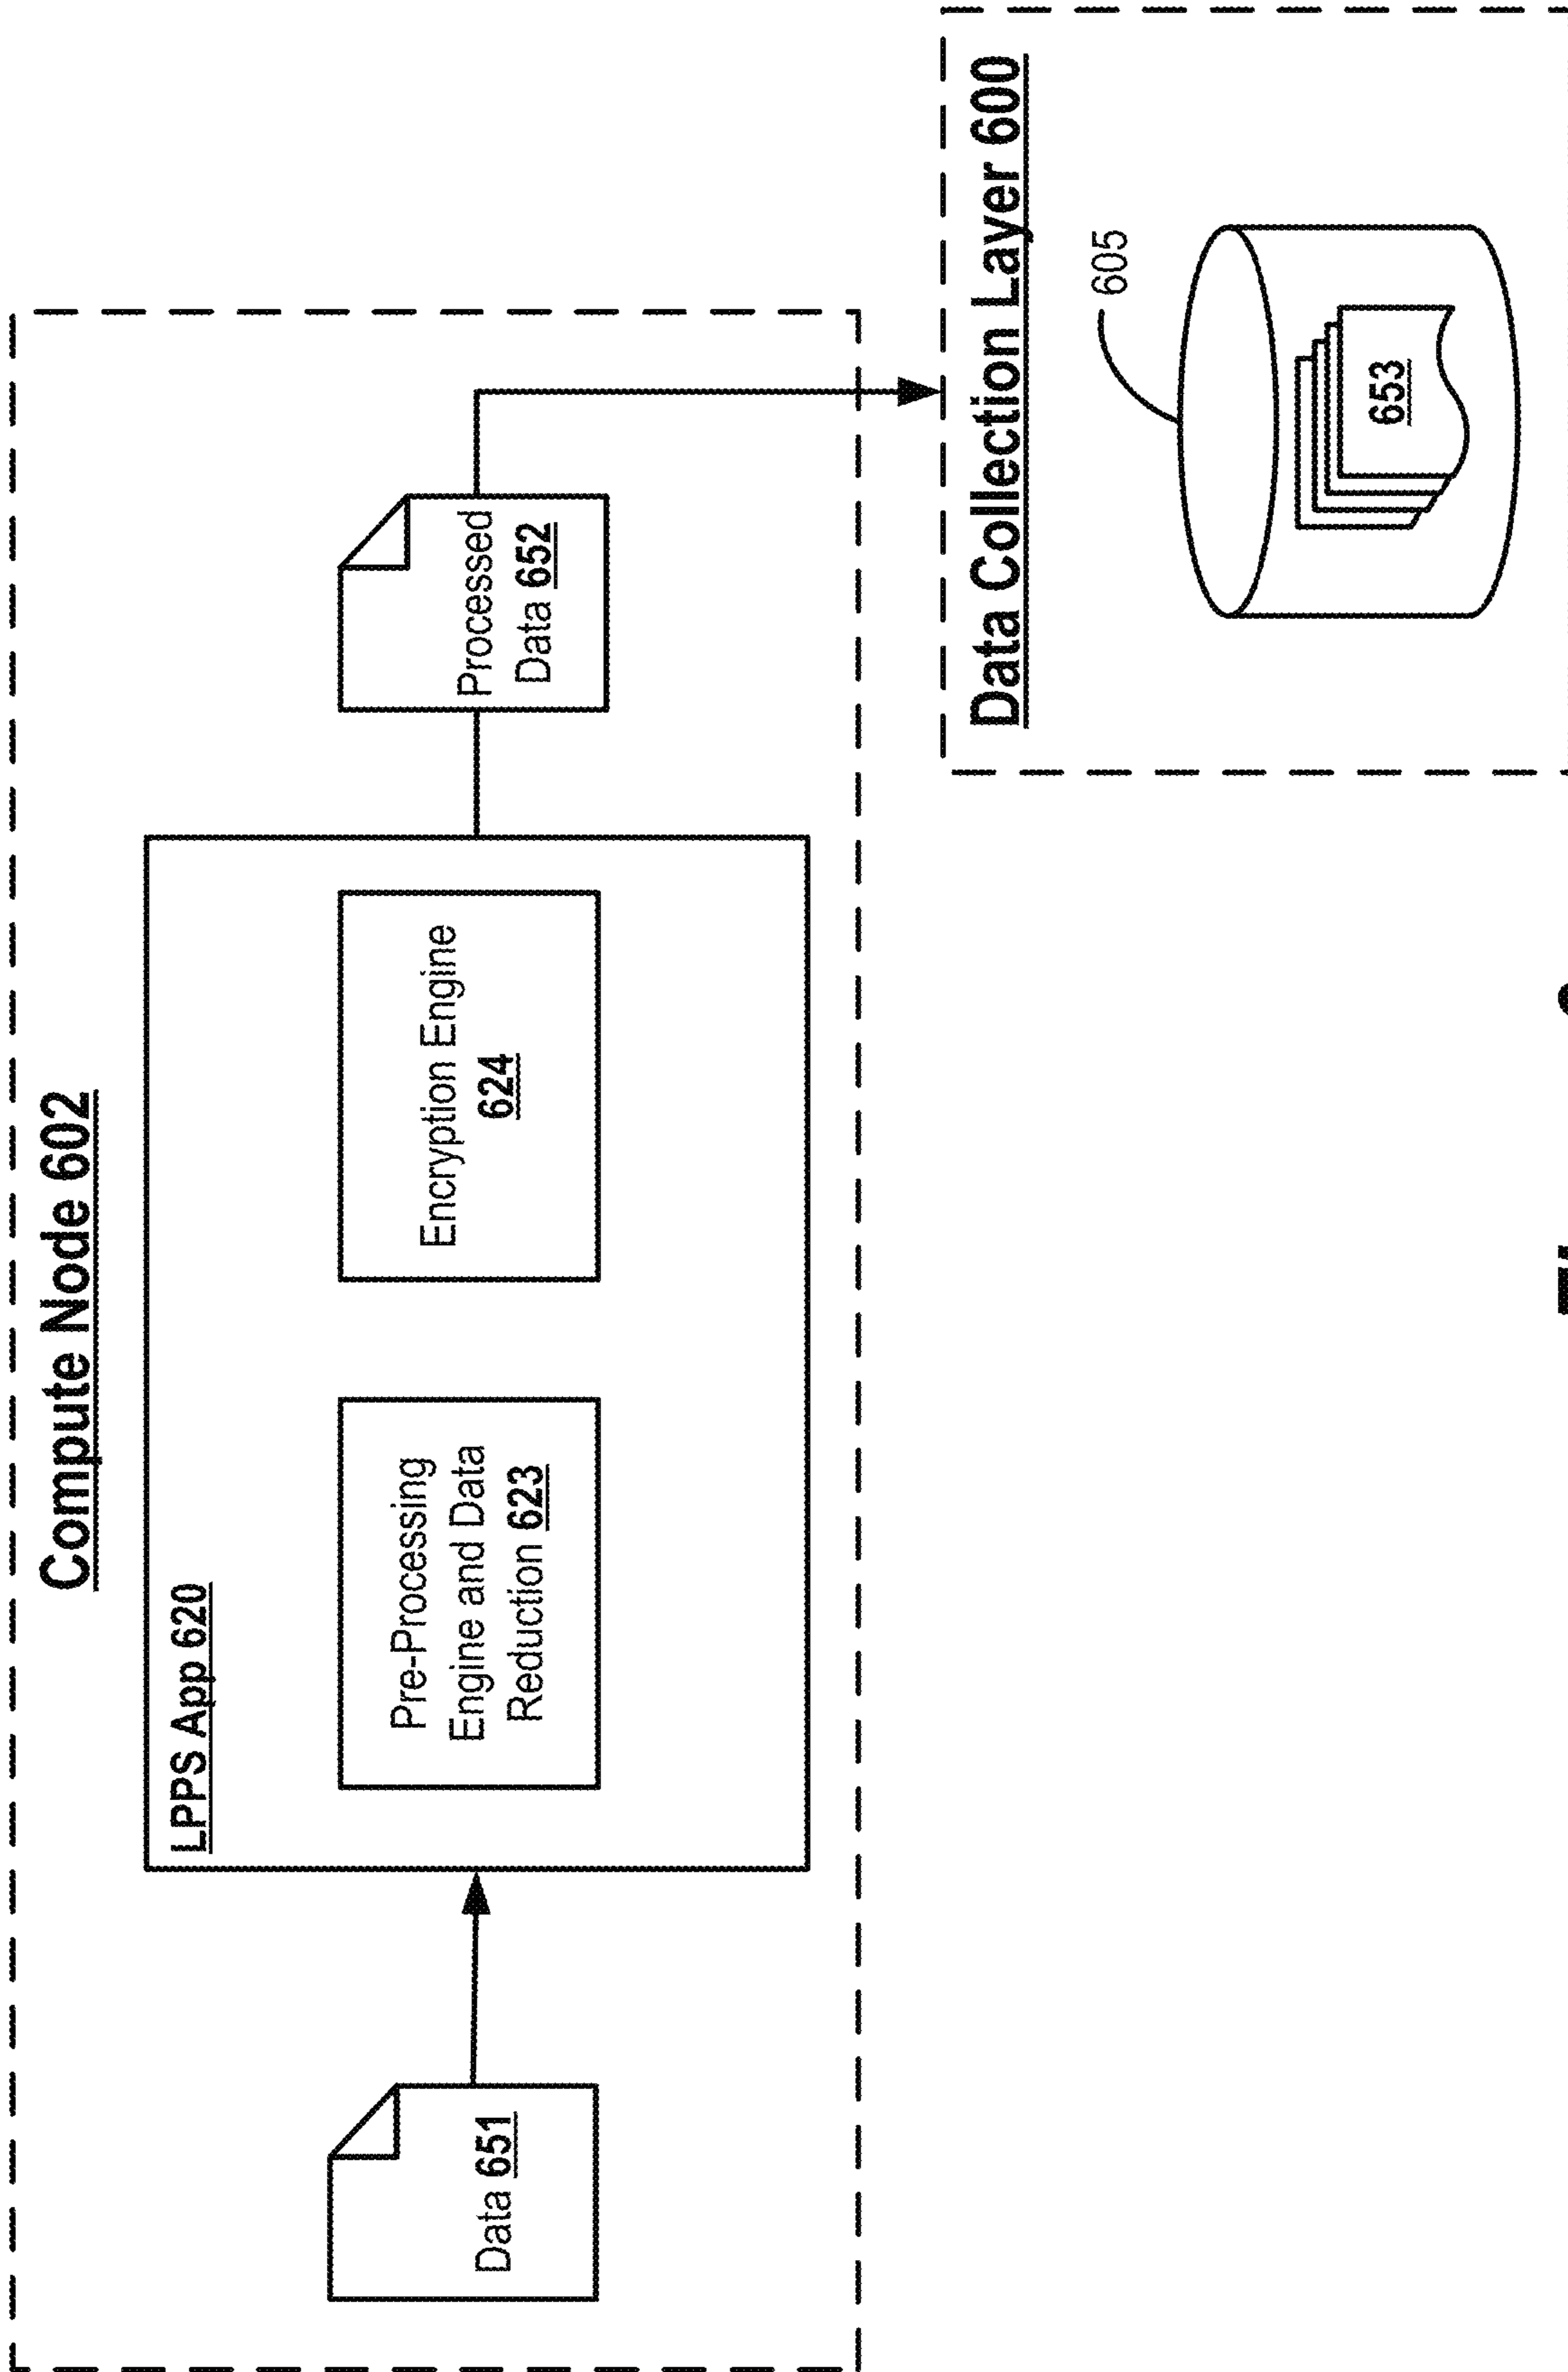 Compute Node 602
LPPS App 620
Data 651
Pre-Processing
Engine and Data
Reduction 623
Encryption Engine
624
Processed
Data 652
Data Collection Layer 600
605
653